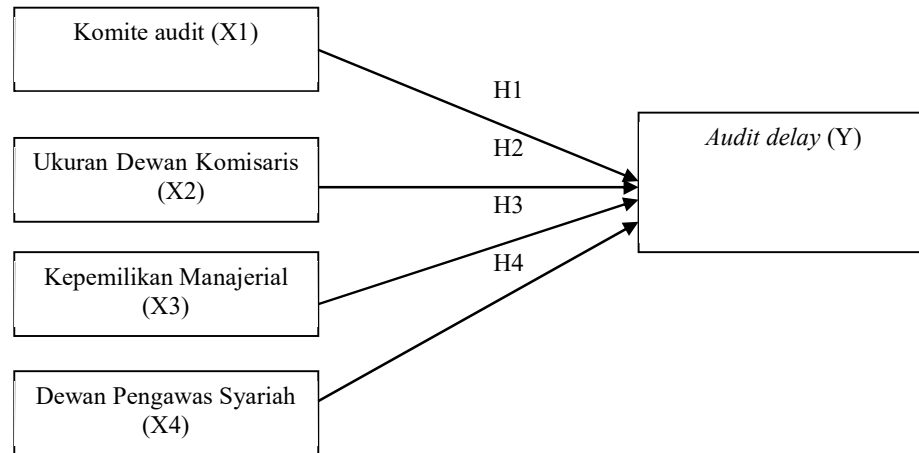 Komite audit (X1)
H1
H2
Audit delay (Y)
Ukuran Dewan Komisaris
(X2)
H3
H4
Kepemilikan Manajerial
(X3)
Dewan Pengawas Syariah
(X4)